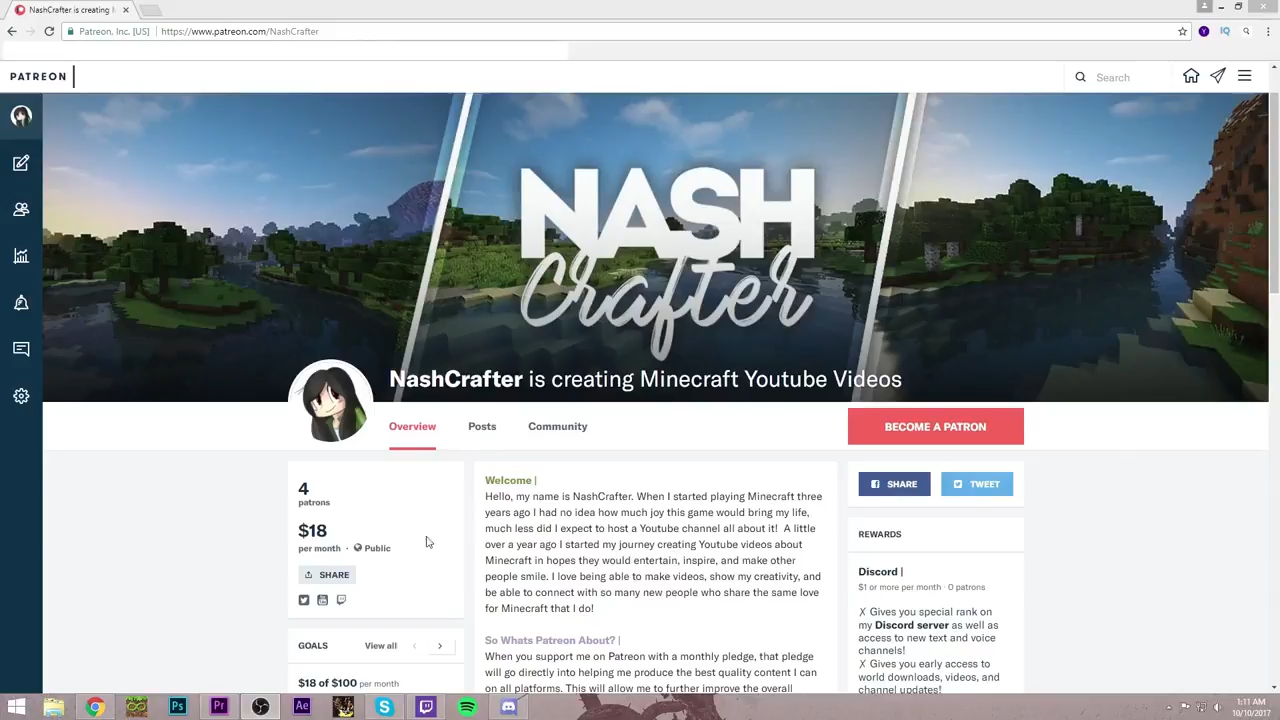 NashCrafter is creating M
Patreon, Inc. [US] | https://www.patreon.com/NashCrafter
PATREON
Search
NASH
Crafter
NashCrafter is creating Minecraft Youtube Videos
Overview Posts Community
BECOME A PATRON
4
patrons
$18
per month · Public
SHARE
GOALS View all
$18 of $100 per month
Welcome |
Hello, my name is NashCrafter. When I started playing Minecraft three
years ago I had no idea how much joy this game would bring my life,
much less did I expect to host a Youtube channel all about it! A little
over a year ago I started my journey creating Youtube videos about
Minecraft in hopes they would entertain, inspire, and make other
people smile. I love being able to make videos, show my creativity, and
be able to connect with so many new people who share the same love
for Minecraft that I do!
So Whats Patreon About? |
When you support me on Patreon with a monthly pledge, that pledge
will go directly into helping me produce the best quality content I can
on all platforms. This will allow me to further improve the overall
SHARE TWEET
REWARDS
Discord |
$1 or more per month · 0 patrons
✗ Gives you special rank on
my Discord server as well as
access to new text and voice
channels!
✗ Gives you early access to
world downloads, videos, and
channel updates!
Ps Pr Ae
1:11 AM
10/10/2017